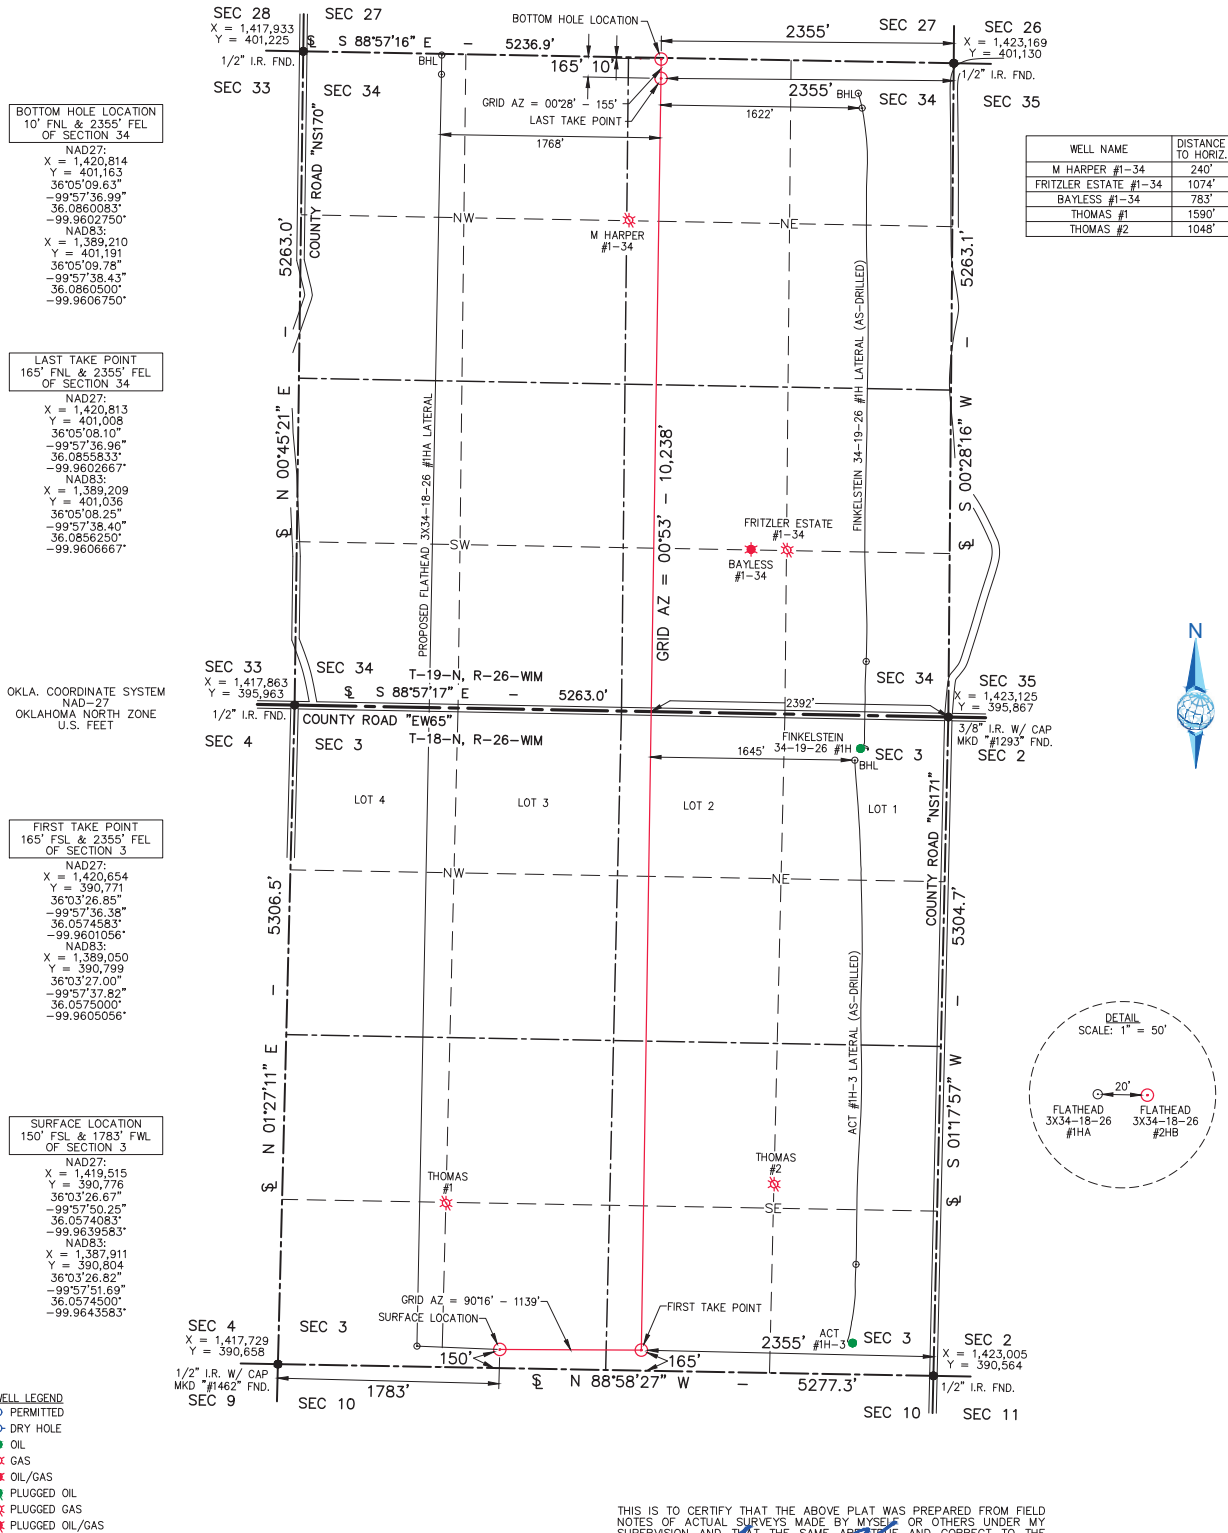 SEC 28
SEC 27
X = 1,417,933
Y = 401,225
1/2" I.R. FND.
S 88°57'16" E - 5236.9'
BOTTOM HOLE LOCATION
2355'
SEC 27
SEC 26
X = 1,423,169
Y = 401,130
1/2" I.R. FND.
SEC 33
SEC 34
BHL
165' 10'
GRID AZ = 00°28' - 155'
LAST TAKE POINT
2355'
BHL
SEC 34
SEC 35
1622'
1768'
BOTTOM HOLE LOCATION
10' FNL & 2355' FEL
OF SECTION 34
NAD27:
X = 1,420,814
Y = 401,163
36°05'09.63"
-99°57'36.99"
36.0860083°
-99.9602750°
NAD83:
X = 1,389,210
Y = 401,191
36°05'09.78"
-99°57'38.43"
36.0860500°
-99.9606750°
WELL NAME
DISTANCE
TO HORIZ.
M HARPER #1-34 240'
FRITZLER ESTATE #1-34 1074'
BAYLESS #1-34 783'
THOMAS #1 1590'
THOMAS #2 1048'
COUNTY ROAD "NS170"
NW
NE
M HARPER
#1-34
N 00°45'21" E - 5263.0'
S 00°28'16" W - 5263.1'
LAST TAKE POINT
165' FNL & 2355' FEL
OF SECTION 34
NAD27:
X = 1,420,813
Y = 401,008
36°05'08.10"
-99°57'36.96"
36.0855833°
-99.9602667°
NAD83:
X = 1,389,209
Y = 401,036
36°05'08.25"
-99°57'38.40"
36.0856250°
-99.9606667°
PROPOSED FLATHEAD 3X34-18-26 #1HA LATERAL
GRID AZ = 00°53' - 10,238'
FINKELSTEIN 34-19-26 #1H LATERAL (AS-DRILLED)
SW
FRITZLER ESTATE
#1-34
BAYLESS
#1-34
N
SEC 33
SEC 34
T-19-N, R-26-WIM
SEC 34
SEC 35
X = 1,417,863
Y = 395,963
1/2" I.R. FND.
S 88°57'17" E - 5263.0'
2392'
X = 1,423,125
Y = 395,867
3/8" I.R. W/ CAP
MKD "#1293" FND.
OKLA. COORDINATE SYSTEM
NAD-27
OKLAHOMA NORTH ZONE
U.S. FEET
COUNTY ROAD "EW65"
T-18-N, R-26-WIM
SEC 4
SEC 3
FINKELSTEIN
34-19-26 #1H
SEC 3
SEC 2
1645'
BHL
LOT 4
LOT 3
LOT 2
LOT 1
COUNTY ROAD "NS171"
FIRST TAKE POINT
165' FSL & 2355' FEL
OF SECTION 3
NAD27:
X = 1,420,654
Y = 390,771
36°03'26.85"
-99°57'36.38"
36.0574583°
-99.9601056°
NAD83:
X = 1,389,050
Y = 390,799
36°03'27.00"
-99°57'37.82"
36.0575000°
-99.9605056°
NW
NE
N 01°27'11" E - 5306.5'
S 01°17'57" W - 5304.7'
ACT #1H-3 LATERAL (AS-DRILLED)
DETAIL
SCALE: 1" = 50'
20'
FLATHEAD
3X34-18-26
#1HA
FLATHEAD
3X34-18-26
#2HB
SURFACE LOCATION
150' FSL & 1783' FWL
OF SECTION 3
NAD27:
X = 1,419,515
Y = 390,776
36°03'26.67"
-99°57'50.25"
36.0574083°
-99.9639583°
NAD83:
X = 1,387,911
Y = 390,804
36°03'26.82"
-99°57'51.69"
36.0574500°
-99.9643583°
THOMAS
#1
THOMAS
#2
SE
GRID AZ = 90°16' - 1139'
SURFACE LOCATION
FIRST TAKE POINT
SEC 4
SEC 3
X = 1,417,729
Y = 390,658
1/2" I.R. W/ CAP
MKD "#1462" FND.
150'
165'
2355'
ACT
#1H-3
SEC 3
SEC 2
X = 1,423,005
Y = 390,564
1/2" I.R. FND.
1783'
N 88°58'27" W - 5277.3'
SEC 9
SEC 10
SEC 10
SEC 11
WELL LEGEND
PERMITTED
DRY HOLE
OIL
GAS
OIL/GAS
PLUGGED OIL
PLUGGED GAS
PLUGGED OIL/GAS
THIS IS TO CERTIFY THAT THE ABOVE PLAT WAS PREPARED FROM FIELD
NOTES OF ACTUAL SURVEYS MADE BY MYSELF OR OTHERS UNDER MY
SUPERVISION AND THAT THE SAME ARE TRUE AND CORRECT TO THE